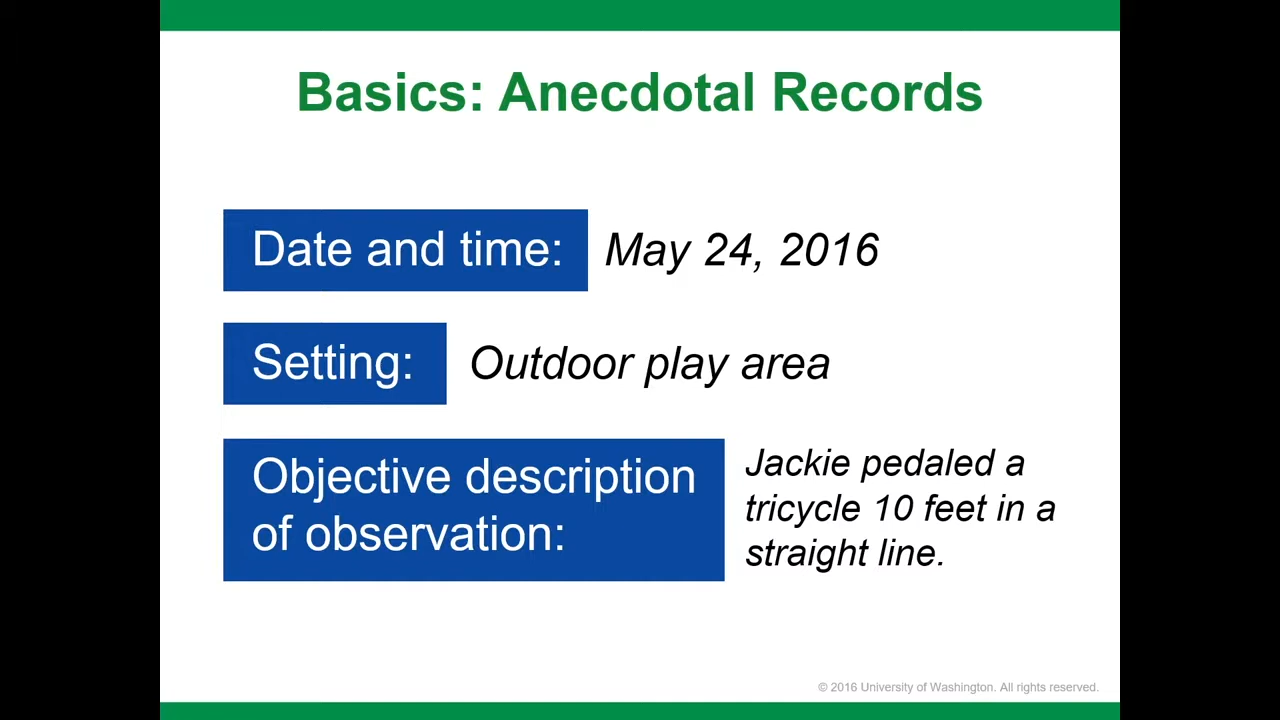 Basics: Anecdotal Records
Date and time: May 24, 2016
Setting: Outdoor play area
Objective description
of observation:
Jackie pedaled a
tricycle 10 feet in a
straight line.
© 2016 University of Washington. All rights reserved.